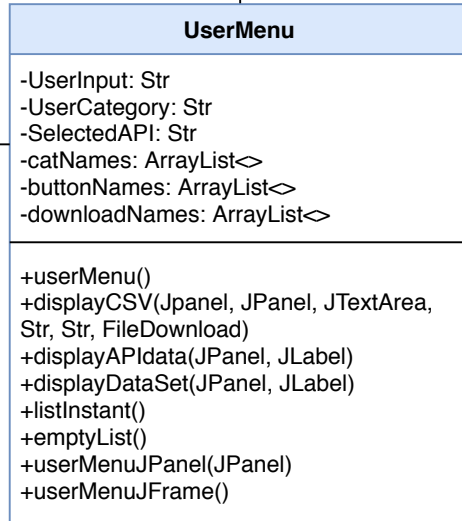 UserMenu
-UserInput: Str
-UserCategory: Str
-SelectedAPI: Str
-catNames: ArrayList<>
-buttonNames: ArrayList<>
-downloadNames: ArrayList<>
+userMenu()
+displayCSV(Jpanel, JPanel, JTextArea,
Str, Str, FileDownload)
+displayAPIdata(JPanel, JLabel)
+displayDataSet(JPanel, JLabel)
+listInstant()
+emptyList()
+userMenuJPanel(JPanel)
+userMenuJFrame()